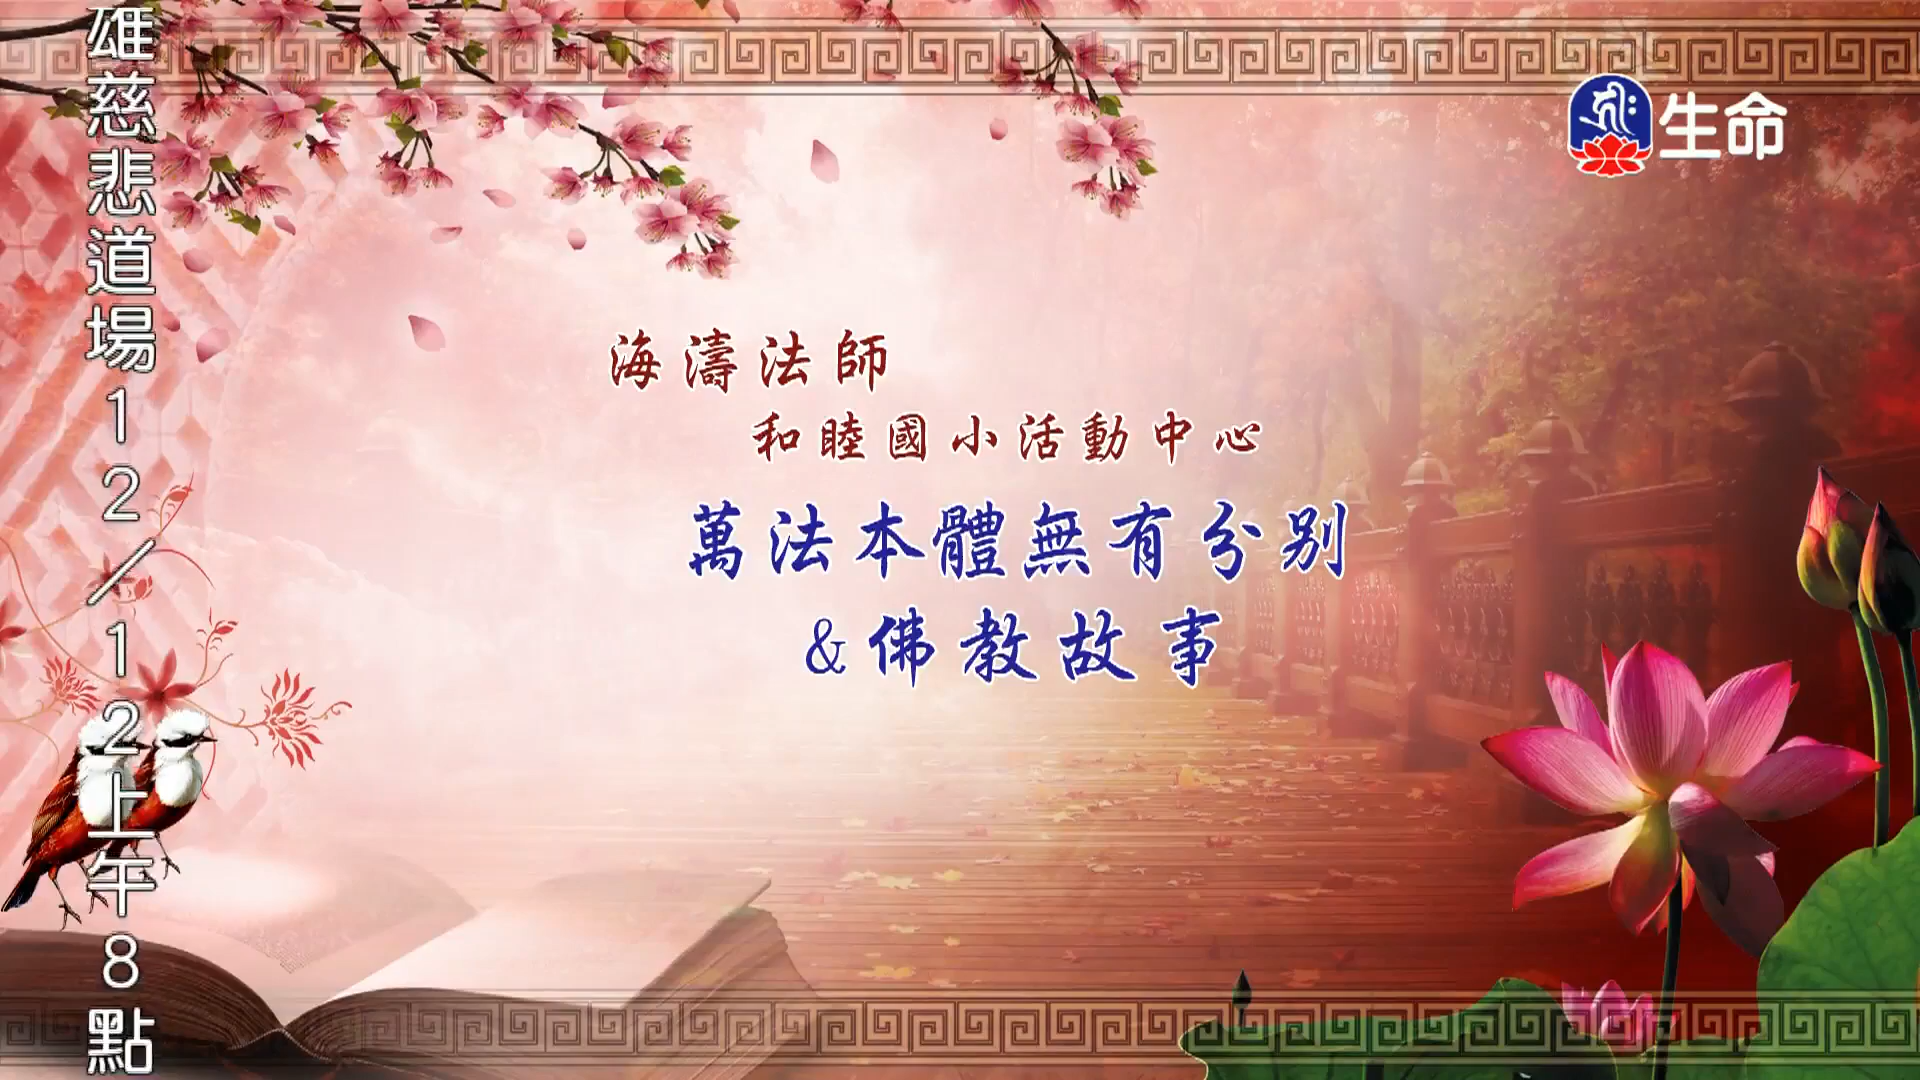 雄慈悲道場12/12上午8點
生命
海濤法師
和睦國小活動中心
萬法本體無有分别
&佛教故事